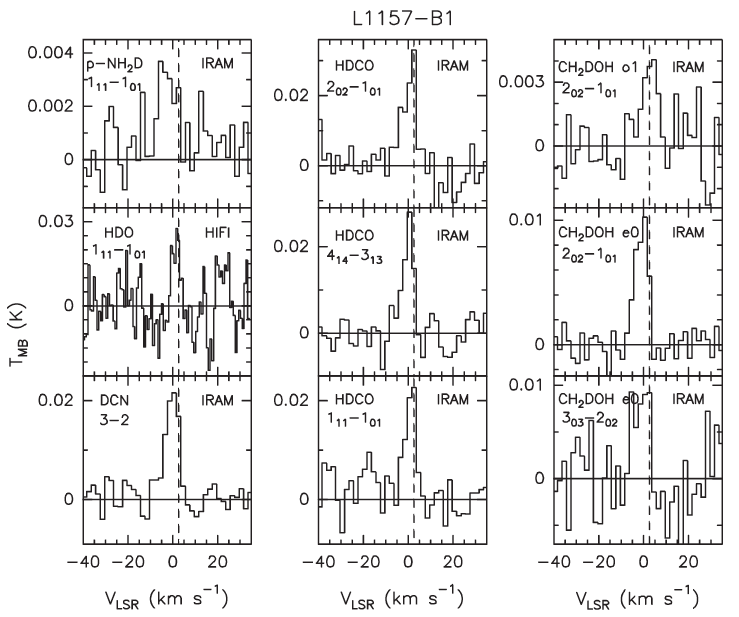 L1157−B1
0.004
0.002
0
p−NH₂D
1₁₁−1₀₁
IRAM
0.02
0
HDCO
2₀₂−1₀₁
IRAM
0.003
0
CH₂DOH o1
2₀₂−1₀₁
IRAM
0.03
0
HDO
1₁₁−1₀₁
HIFI
0.02
0
HDCO
4₁₄−3₁₃
IRAM
0.01
0
CH₂DOH e0
2₀₂−1₀₁
IRAM
T_MB (K)
0.02
0
DCN
3−2
IRAM
0.02
0
HDCO
1₁₁−1₀₁
IRAM
0.01
0
CH₂DOH e0
3₀₃−2₀₂
IRAM
−40 −20 0 20
−40 −20 0 20
−40 −20 0 20
V_LSR (km s⁻¹)
V_LSR (km s⁻¹)
V_LSR (km s⁻¹)